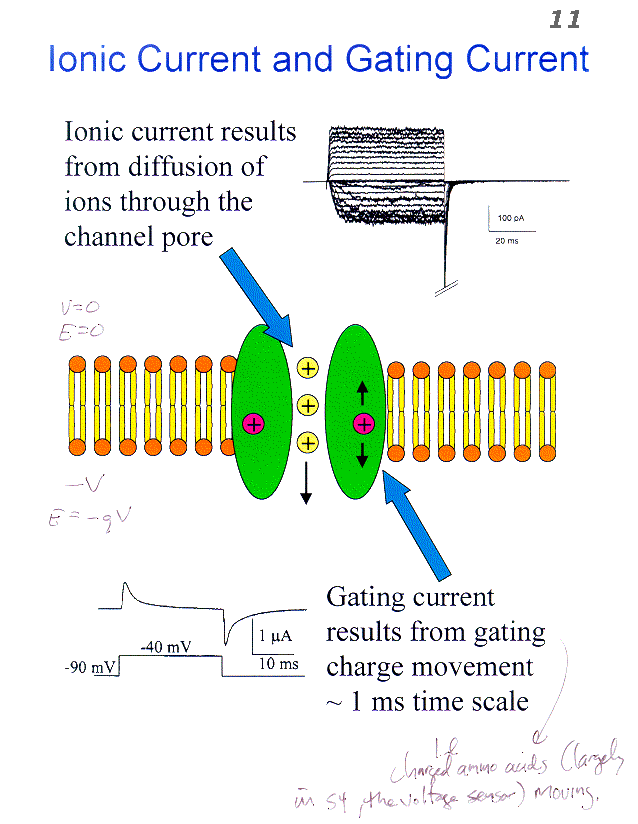 11
Ionic Current and Gating Current
Ionic current results
from diffusion of
ions through the
channel pore
100 pA
20 ms
V=0
E=0
+
+
+
+
+
-V
E = -qV
Gating current
results from gating
charge movement
~ 1 ms time scale
1 µA
10 ms
-40 mV
-90 mV
i.e.
charged amino acids (largely
in S4, the voltage sensor) moving.